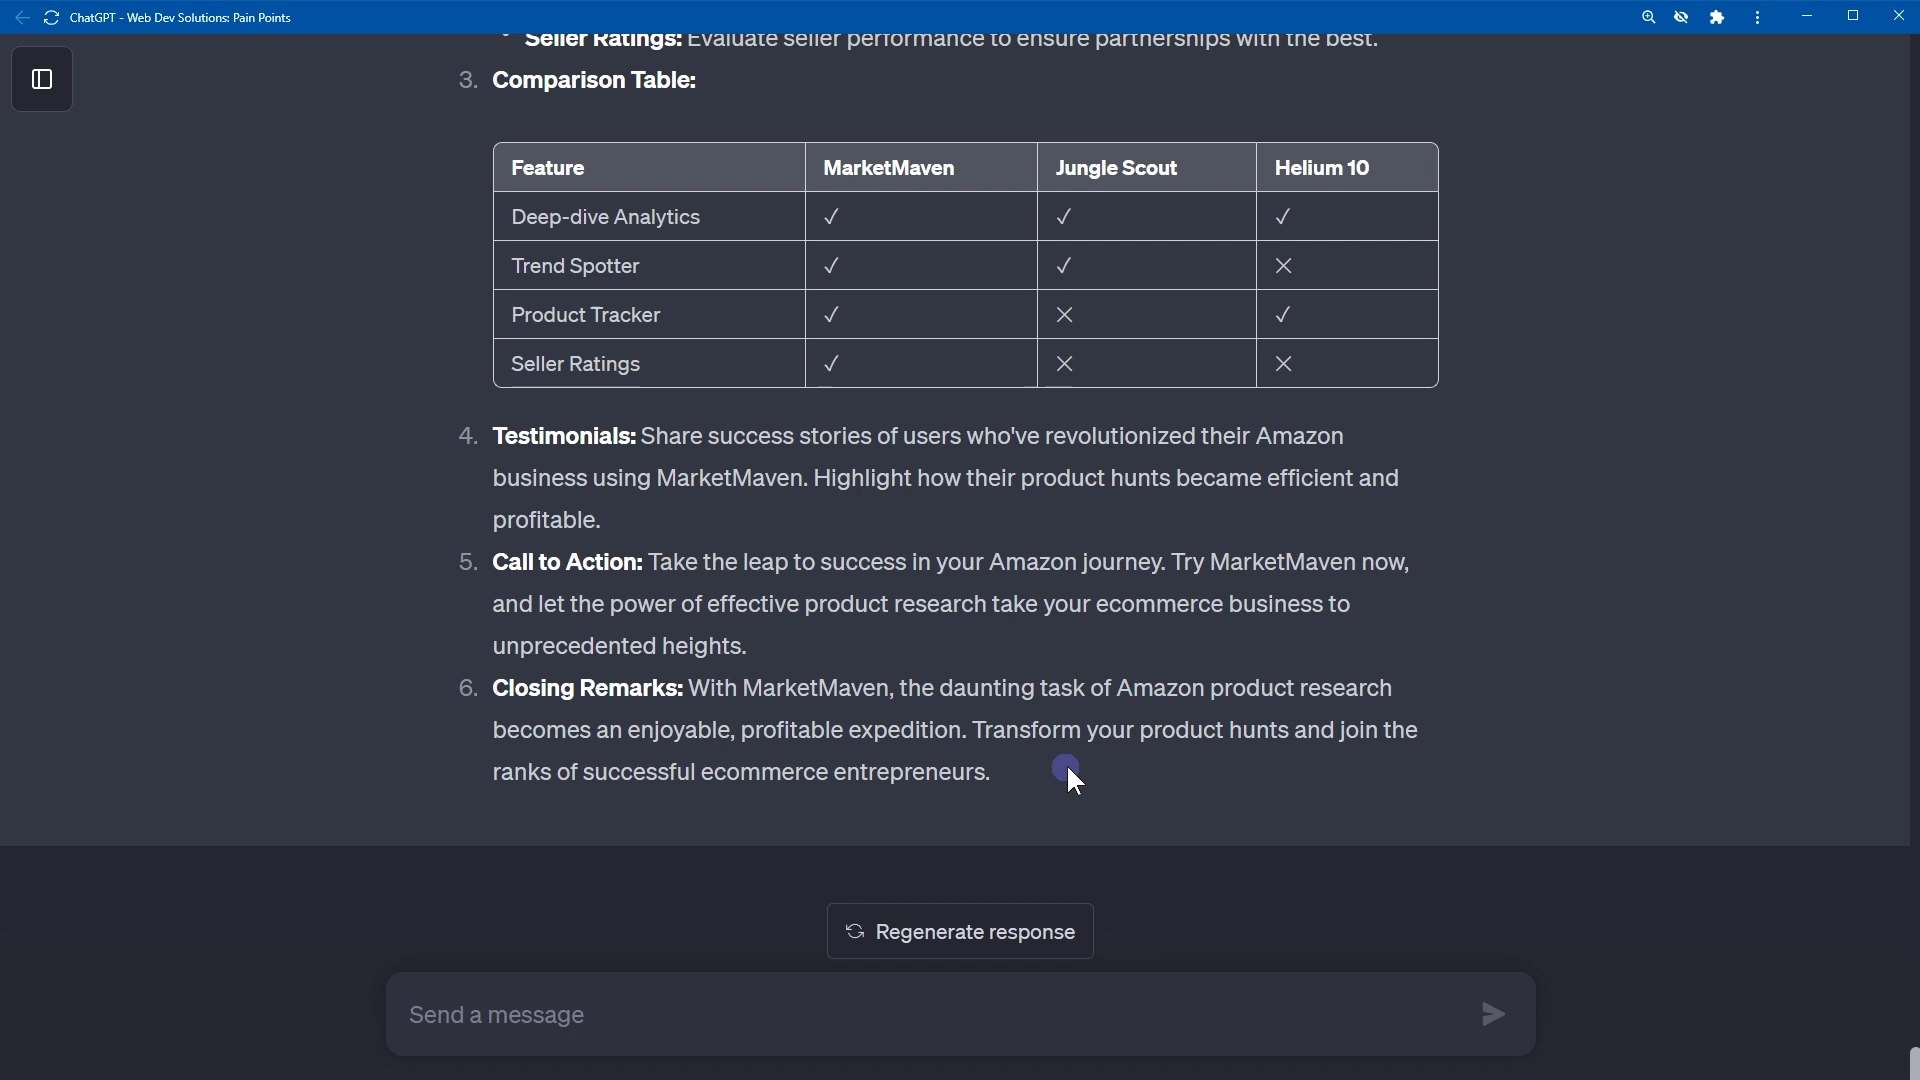 ChatGPT - Web Dev Solutions: Pain Points
Seller Ratings: Evaluate seller performance to ensure partnerships with the best.
3. Comparison Table:
Feature MarketMaven Jungle Scout Helium 10
Deep-dive Analytics ✓ ✓ ✓
Trend Spotter ✓ ✓ ✕
Product Tracker ✓ ✕ ✓
Seller Ratings ✓ ✕ ✕
4. Testimonials: Share success stories of users who've revolutionized their Amazon
business using MarketMaven. Highlight how their product hunts became efficient and
profitable.
5. Call to Action: Take the leap to success in your Amazon journey. Try MarketMaven now,
and let the power of effective product research take your ecommerce business to
unprecedented heights.
6. Closing Remarks: With MarketMaven, the daunting task of Amazon product research
becomes an enjoyable, profitable expedition. Transform your product hunts and join the
ranks of successful ecommerce entrepreneurs.
Regenerate response
Send a message